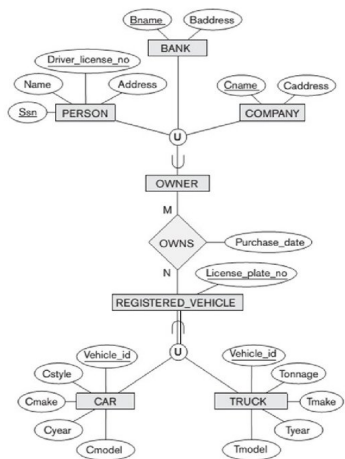 Bname Baddress
BANK
Driver_license_no
Name Address Cname Caddress
Ssn PERSON COMPANY
U
OWNER
M
OWNS Purchase_date
N License_plate_no
REGISTERED_VEHICLE
U
Vehicle_id Vehicle_id
Cstyle Tonnage
Cmake CAR TRUCK Tmake
Cyear Tyear
Cmodel Tmodel